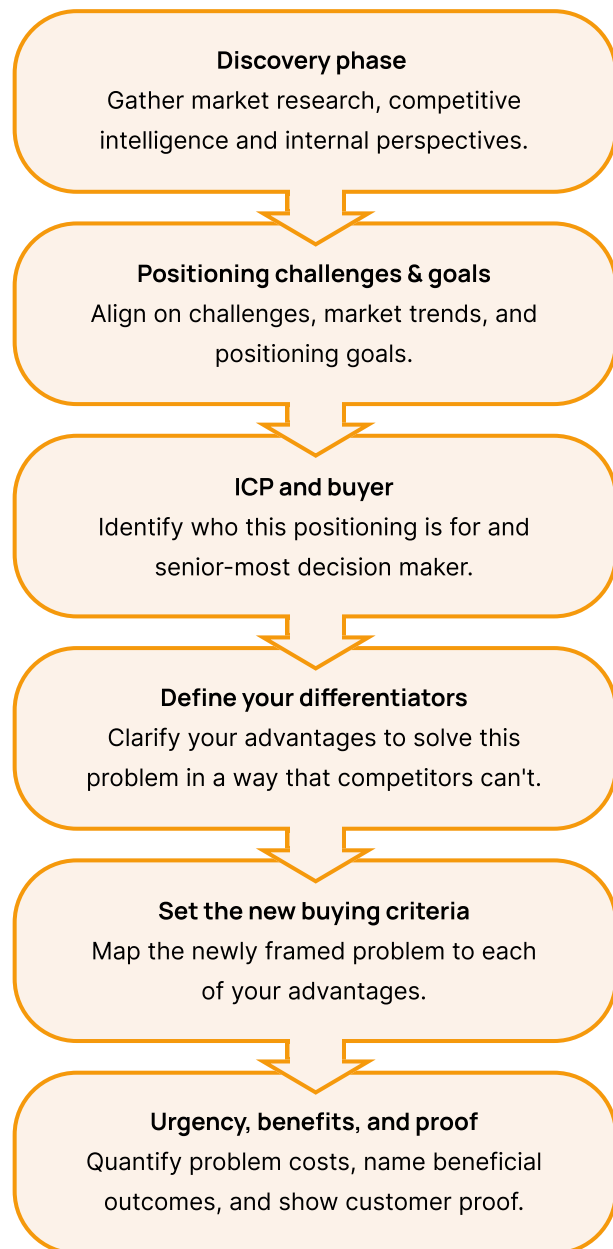 Discovery phase
Gather market research, competitive
intelligence and internal perspectives.
Positioning challenges & goals
Align on challenges, market trends, and
positioning goals.
ICP and buyer
Identify who this positioning is for and
senior-most decision maker.
Define your differentiators
Clarify your advantages to solve this
problem in a way that competitors can't.
Set the new buying criteria
Map the newly framed problem to each
of your advantages.
Urgency, benefits, and proof
Quantify problem costs, name beneficial
outcomes, and show customer proof.